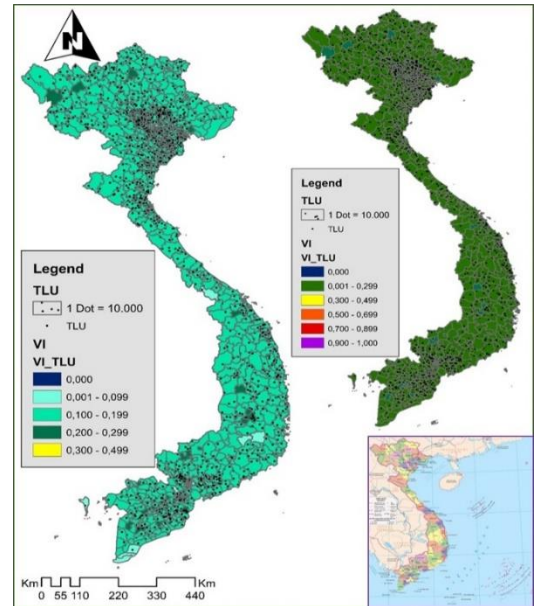 N
Legend
TLU
1 Dot = 10.000
TLU
VI
VI_TLU
0,000
0,001 - 0,099
0,100 - 0,199
0,200 - 0,299
0,300 - 0,499
Legend
TLU
1 Dot = 10.000
TLU
VI
VI_TLU
0,000
0,001 - 0,299
0,300 - 0,499
0,500 - 0,699
0,700 - 0,899
0,900 - 1,000
Km
Km
0 55 110 220 330 440